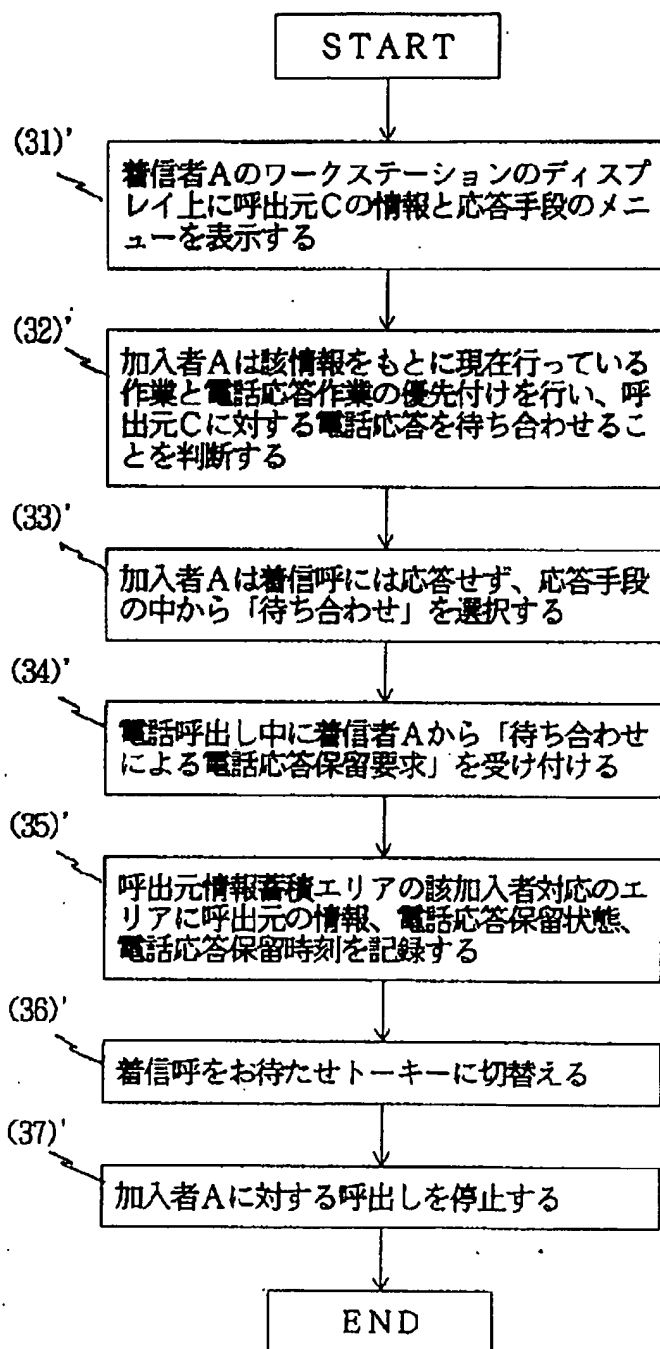 START
(31)'
着信者Aのワークステーションのディスプ
レイ上に呼出元Cの情報と応答手段のメニ
ューを表示する
(32)'
加入者Aは該情報をもとに現在行っている
作業と電話応答作業の優先付けを行い、呼
出元Cに対する電話応答を待ち合わせるこ
とを判断する
(33)'
加入者Aは着信呼には応答せず、応答手段
の中から「待ち合わせ」を選択する
(34)'
電話呼出し中に着信者Aから「待ち合わせ
による電話応答保留要求」を受け付ける
(35)'
呼出元情報蓄積エリアの該加入者対応のエ
リアに呼出元の情報、電話応答保留状態、
電話応答保留時刻を記録する
(36)'
着信呼をお待たせトーキーに切替える
(37)'
加入者Aに対する呼出しを停止する
END